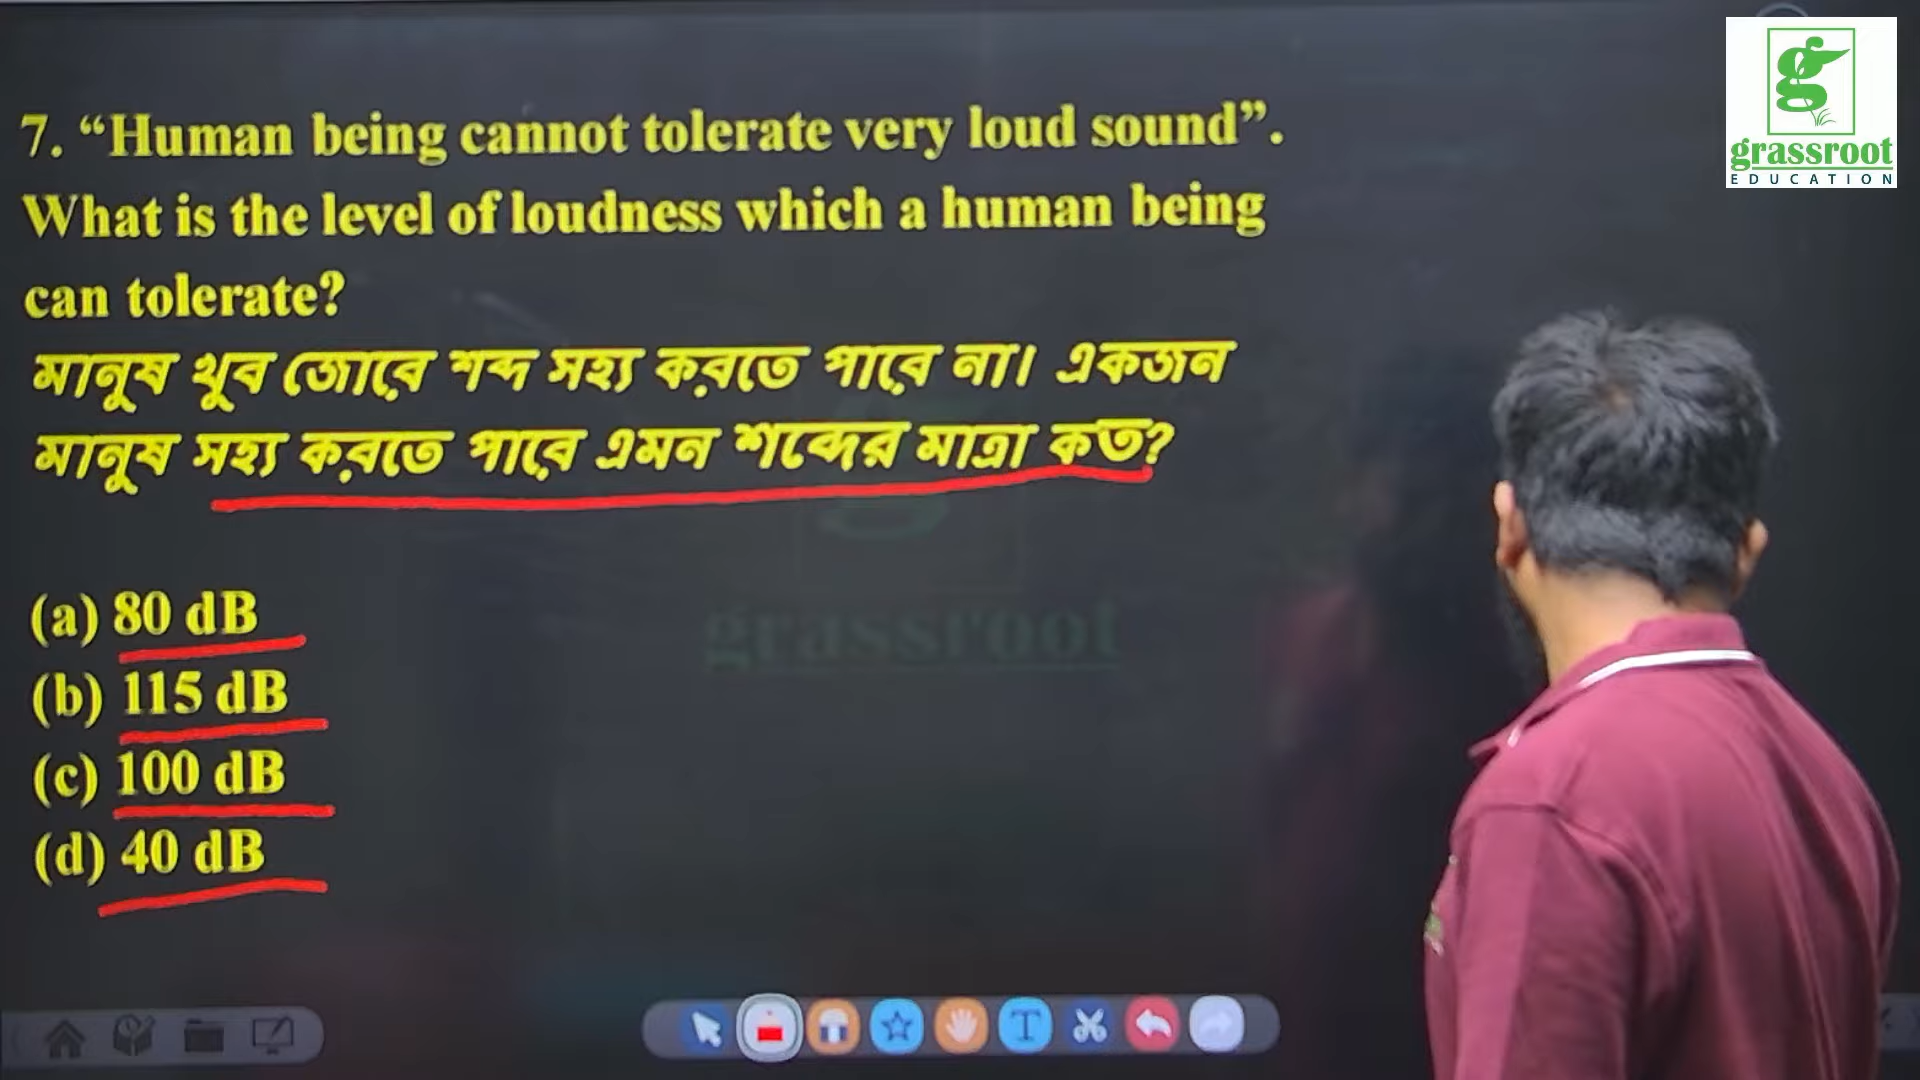 7. “Human being cannot tolerate very loud sound”.
What is the level of loudness which a human being
can tolerate?
মানুষ খুব জোরে শব্দ সহ্য করতে পারে না। একজন
মানুষ সহ্য করতে পারে এমন শব্দের মাত্রা কত?
(a) 80 dB
(b) 115 dB
(c) 100 dB
(d) 40 dB
grassroot
grassroot
EDUCATION